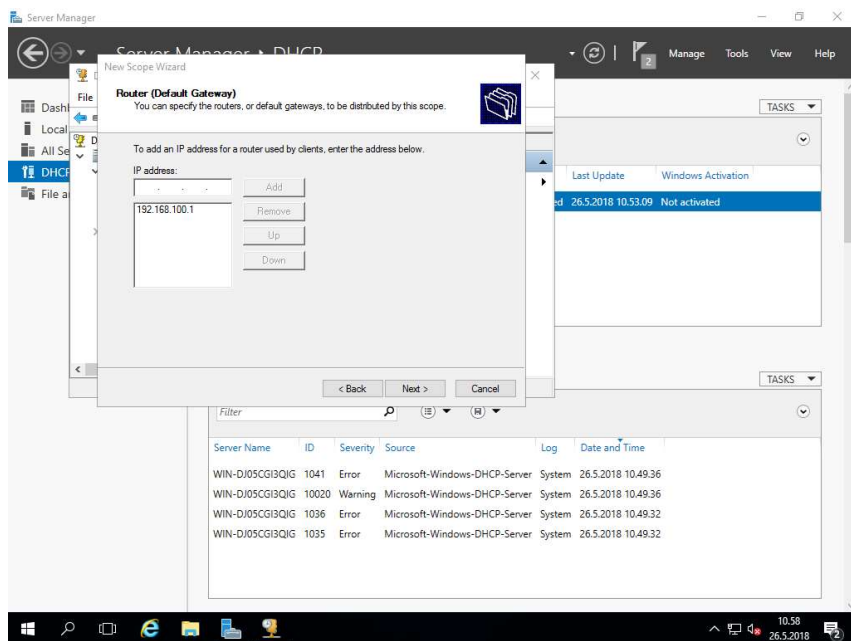 Server Manager
Server Manager • DHCP
2
Manage Tools View Help
New Scope Wizard
File
Router (Default Gateway)
You can specify the routers, or default gateways, to be distributed by this scope.
To add an IP address for a router used by clients, enter the address below.
IP address:
. . .
Add
192.168.100.1
Remove
Up
Down
< Back Next > Cancel
Dash
Local
All Se
DHCP
File a
TASKS
Last Update Windows Activation
ed 26.5.2018 10.53.09 Not activated
TASKS
Filter
Server Name ID Severity Source Log Date and Time
WIN-DJ05CGI3QIG 1041 Error Microsoft-Windows-DHCP-Server System 26.5.2018 10.49.36
WIN-DJ05CGI3QIG 10020 Warning Microsoft-Windows-DHCP-Server System 26.5.2018 10.49.36
WIN-DJ05CGI3QIG 1036 Error Microsoft-Windows-DHCP-Server System 26.5.2018 10.49.32
WIN-DJ05CGI3QIG 1035 Error Microsoft-Windows-DHCP-Server System 26.5.2018 10.49.32
10.58
26.5.2018
2